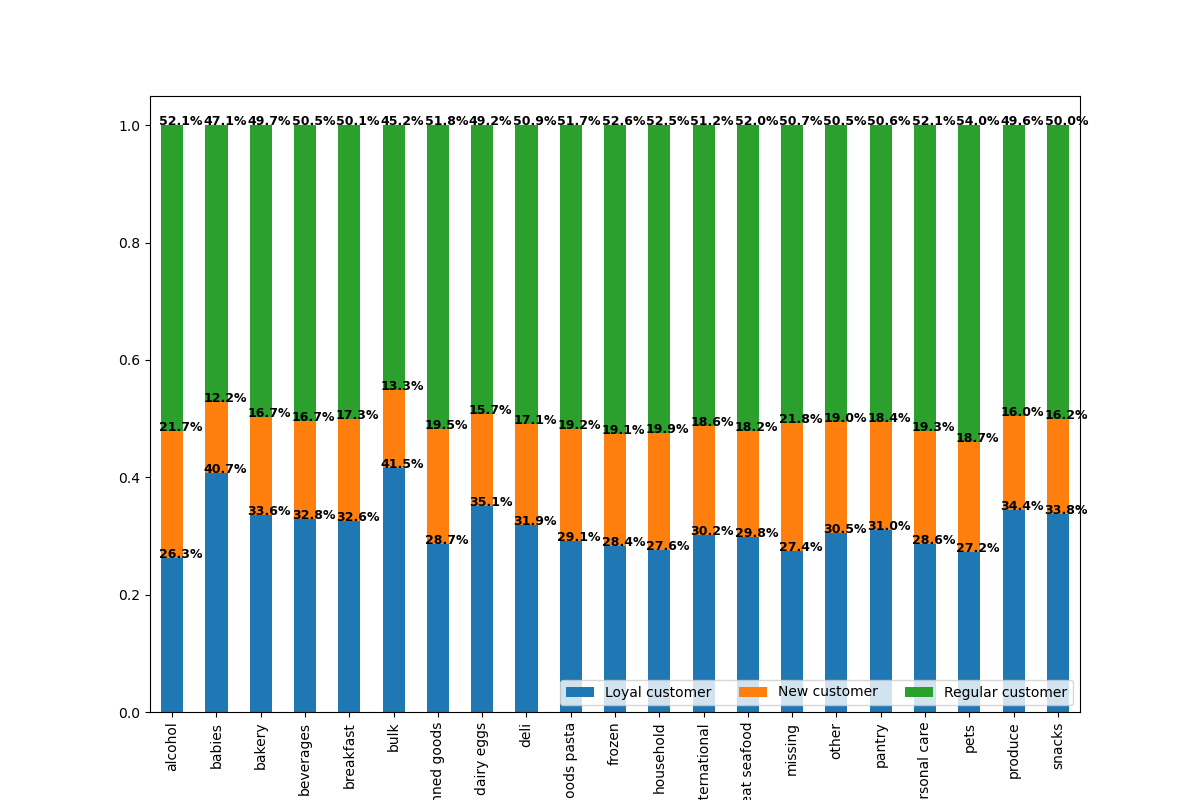 52.1% 47.1% 49.7% 50.5% 50.1% 45.2% 51.8% 49.2% 50.9% 51.7% 52.6% 52.5% 51.2% 52.0% 50.7% 50.5% 50.6% 52.1% 54.0% 49.6% 50.0%
1.0
0.8
0.6
0.4
0.2
0.0
21.7% 12.2% 16.7% 16.7% 17.3% 13.3% 19.5% 15.7% 17.1% 19.2% 19.1% 19.9% 18.6% 18.2% 21.8% 19.0% 18.4% 19.3% 18.7% 16.0% 16.2%
26.3% 40.7% 33.6% 32.8% 32.6% 41.5% 28.7% 35.1% 31.9% 29.1% 28.4% 27.6% 30.2% 29.8% 27.4% 30.5% 31.0% 28.6% 27.2% 34.4% 33.8%
Loyal customer
New customer
Regular customer
alcohol
babies
bakery
beverages
breakfast
bulk
nned goods
dairy eggs
deli
oods pasta
frozen
household
ternational
eat seafood
missing
other
pantry
rsonal care
pets
produce
snacks